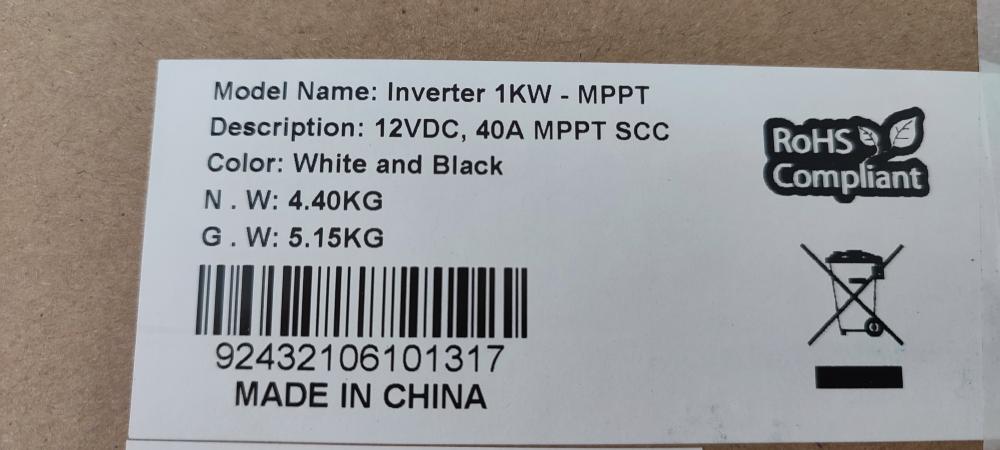 Model Name: Inverter 1KW - MPPT
Description: 12VDC, 40A MPPT SCC
Color: White and Black
N . W: 4.40KG
G . W: 5.15KG
92432106101317
MADE IN CHINA
RoHS
Compliant